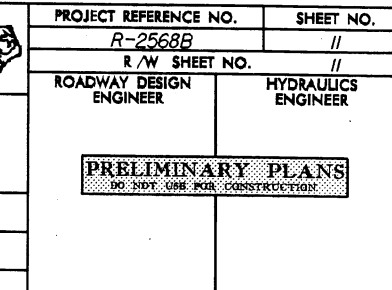 PROJECT REFERENCE NO. SHEET NO.
R-2568B 11
R/W SHEET NO. 11
ROADWAY DESIGN ENGINEER
HYDRAULICS ENGINEER
PRELIMINARY PLANS
DO NOT USE FOR CONSTRUCTION